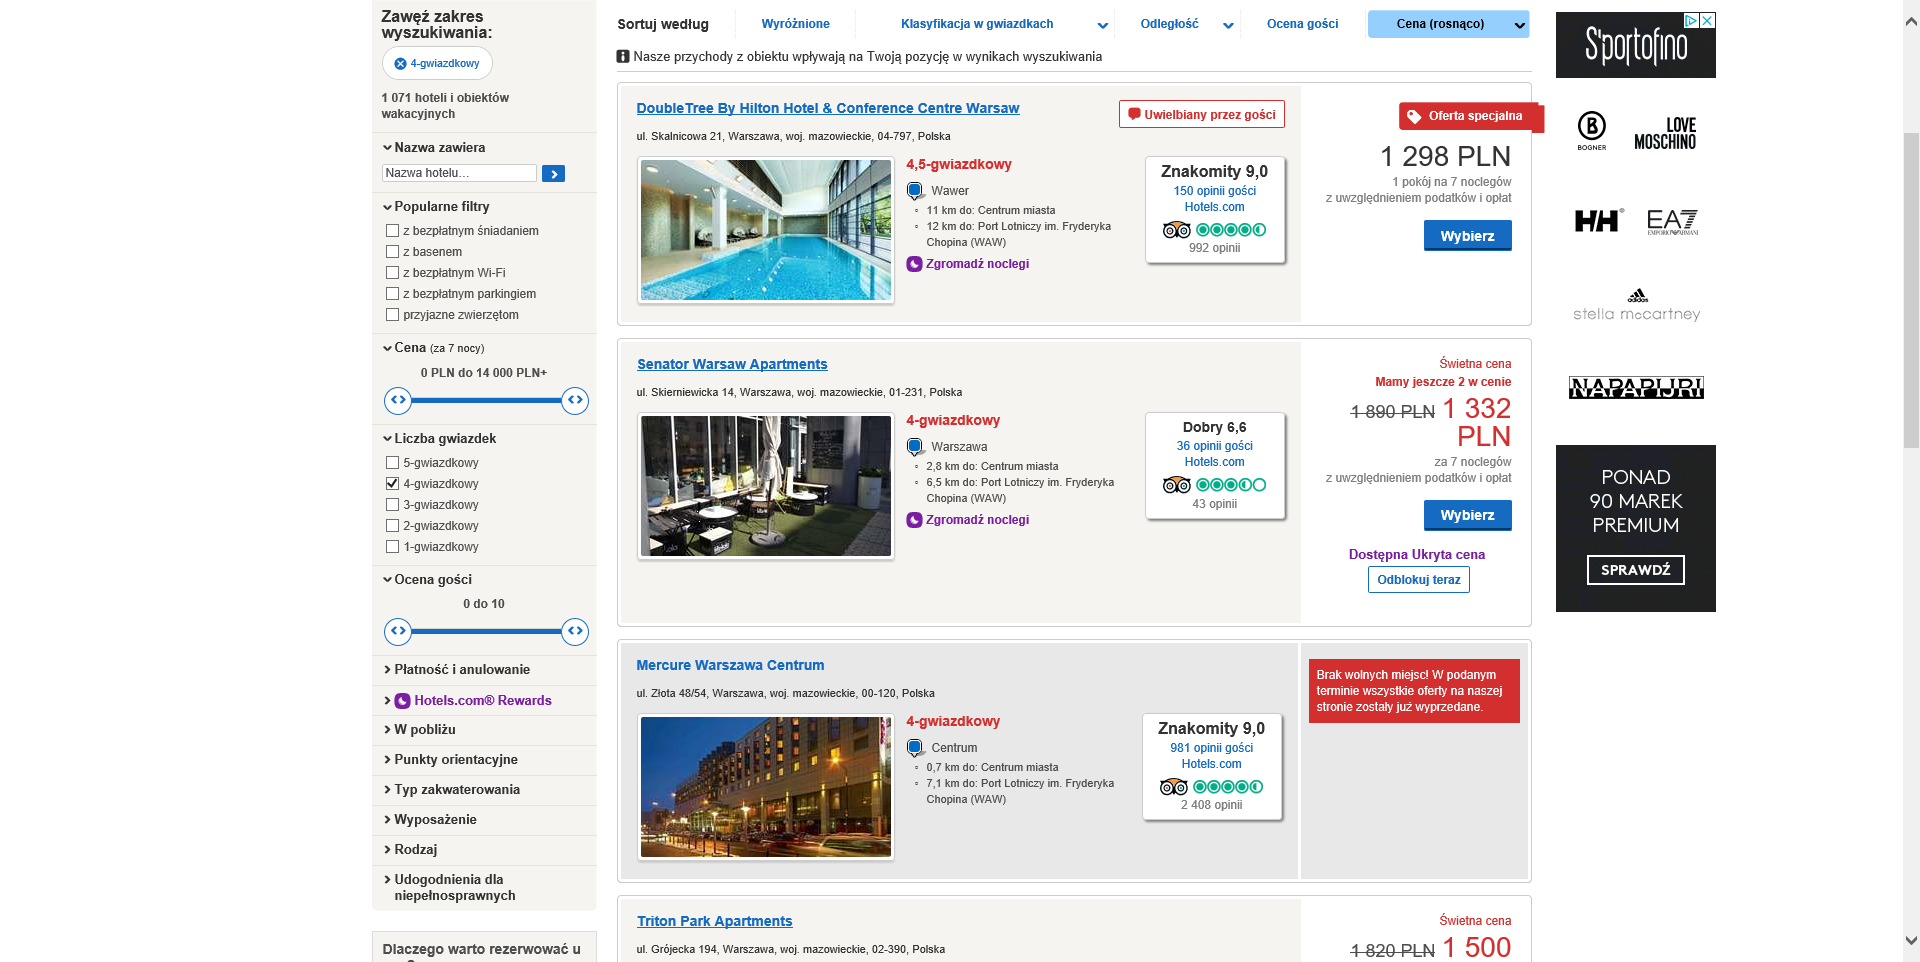 Zawęź zakres
wyszukiwania:
4-gwiazdkowy
1 071 hoteli i obiektów
wakacyjnych
Nazwa zawiera
Nazwa hotelu...
Popularne filtry
z bezpłatnym śniadaniem
z basenem
z bezpłatnym Wi-Fi
z bezpłatnym parkingiem
przyjazne zwierzętom
Cena (za 7 nocy)
0 PLN do 14 000 PLN+
Liczba gwiazdek
5-gwiazdkowy
4-gwiazdkowy
3-gwiazdkowy
2-gwiazdkowy
1-gwiazdkowy
Ocena gości
0 do 10
Płatność i anulowanie
Hotels.com® Rewards
W pobliżu
Punkty orientacyjne
Typ zakwaterowania
Wyposażenie
Rodzaj
Udogodnienia dla
niepełnosprawnych
Dlaczego warto rezerwować u
Sortuj według
Wyróżnione
Klasyfikacja w gwiazdkach
Odległość
Ocena gości
Cena (rosnąco)
Nasze przychody z obiektu wpływają na Twoją pozycję w wynikach wyszukiwania
DoubleTree By Hilton Hotel & Conference Centre Warsaw
Uwielbiany przez gości
ul. Skalnicowa 21, Warszawa, woj. mazowieckie, 04-797, Polska
4,5-gwiazdkowy
Wawer
11 km do: Centrum miasta
12 km do: Port Lotniczy im. Fryderyka
Chopina (WAW)
Zgromadź noclegi
Znakomity 9,0
150 opinii gości
Hotels.com
992 opinii
Oferta specjalna
1 298 PLN
1 pokój na 7 noclegów
z uwzględnieniem podatków i opłat
Wybierz
Senator Warsaw Apartments
ul. Skierniewicka 14, Warszawa, woj. mazowieckie, 01-231, Polska
4-gwiazdkowy
Warszawa
2,8 km do: Centrum miasta
6,5 km do: Port Lotniczy im. Fryderyka
Chopina (WAW)
Zgromadź noclegi
Dobry 6,6
36 opinii gości
Hotels.com
43 opinii
Świetna cena
Mamy jeszcze 2 w cenie
1 890 PLN 1 332
PLN
za 7 noclegów
z uwzględnieniem podatków i opłat
Wybierz
Dostępna Ukryta cena
Odblokuj teraz
Mercure Warszawa Centrum
ul. Złota 48/54, Warszawa, woj. mazowieckie, 00-120, Polska
4-gwiazdkowy
Centrum
0,7 km do: Centrum miasta
7,1 km do: Port Lotniczy im. Fryderyka
Chopina (WAW)
Znakomity 9,0
981 opinii gości
Hotels.com
2 408 opinii
Brak wolnych miejsc! W podanym
terminie wszystkie oferty na naszej
stronie zostały już wyprzedane.
Triton Park Apartments
ul. Grójecka 194, Warszawa, woj. mazowieckie, 02-390, Polska
Świetna cena
1 820 PLN 1 500
S'portofino
B
BOGNER
LOVE
MOSCHINO
HH®
EA7
EMPORIO ARMANI
adidas
stella mccartney
NAPAPIJRI
PONAD
90 MAREK
PREMIUM
SPRAWDŹ